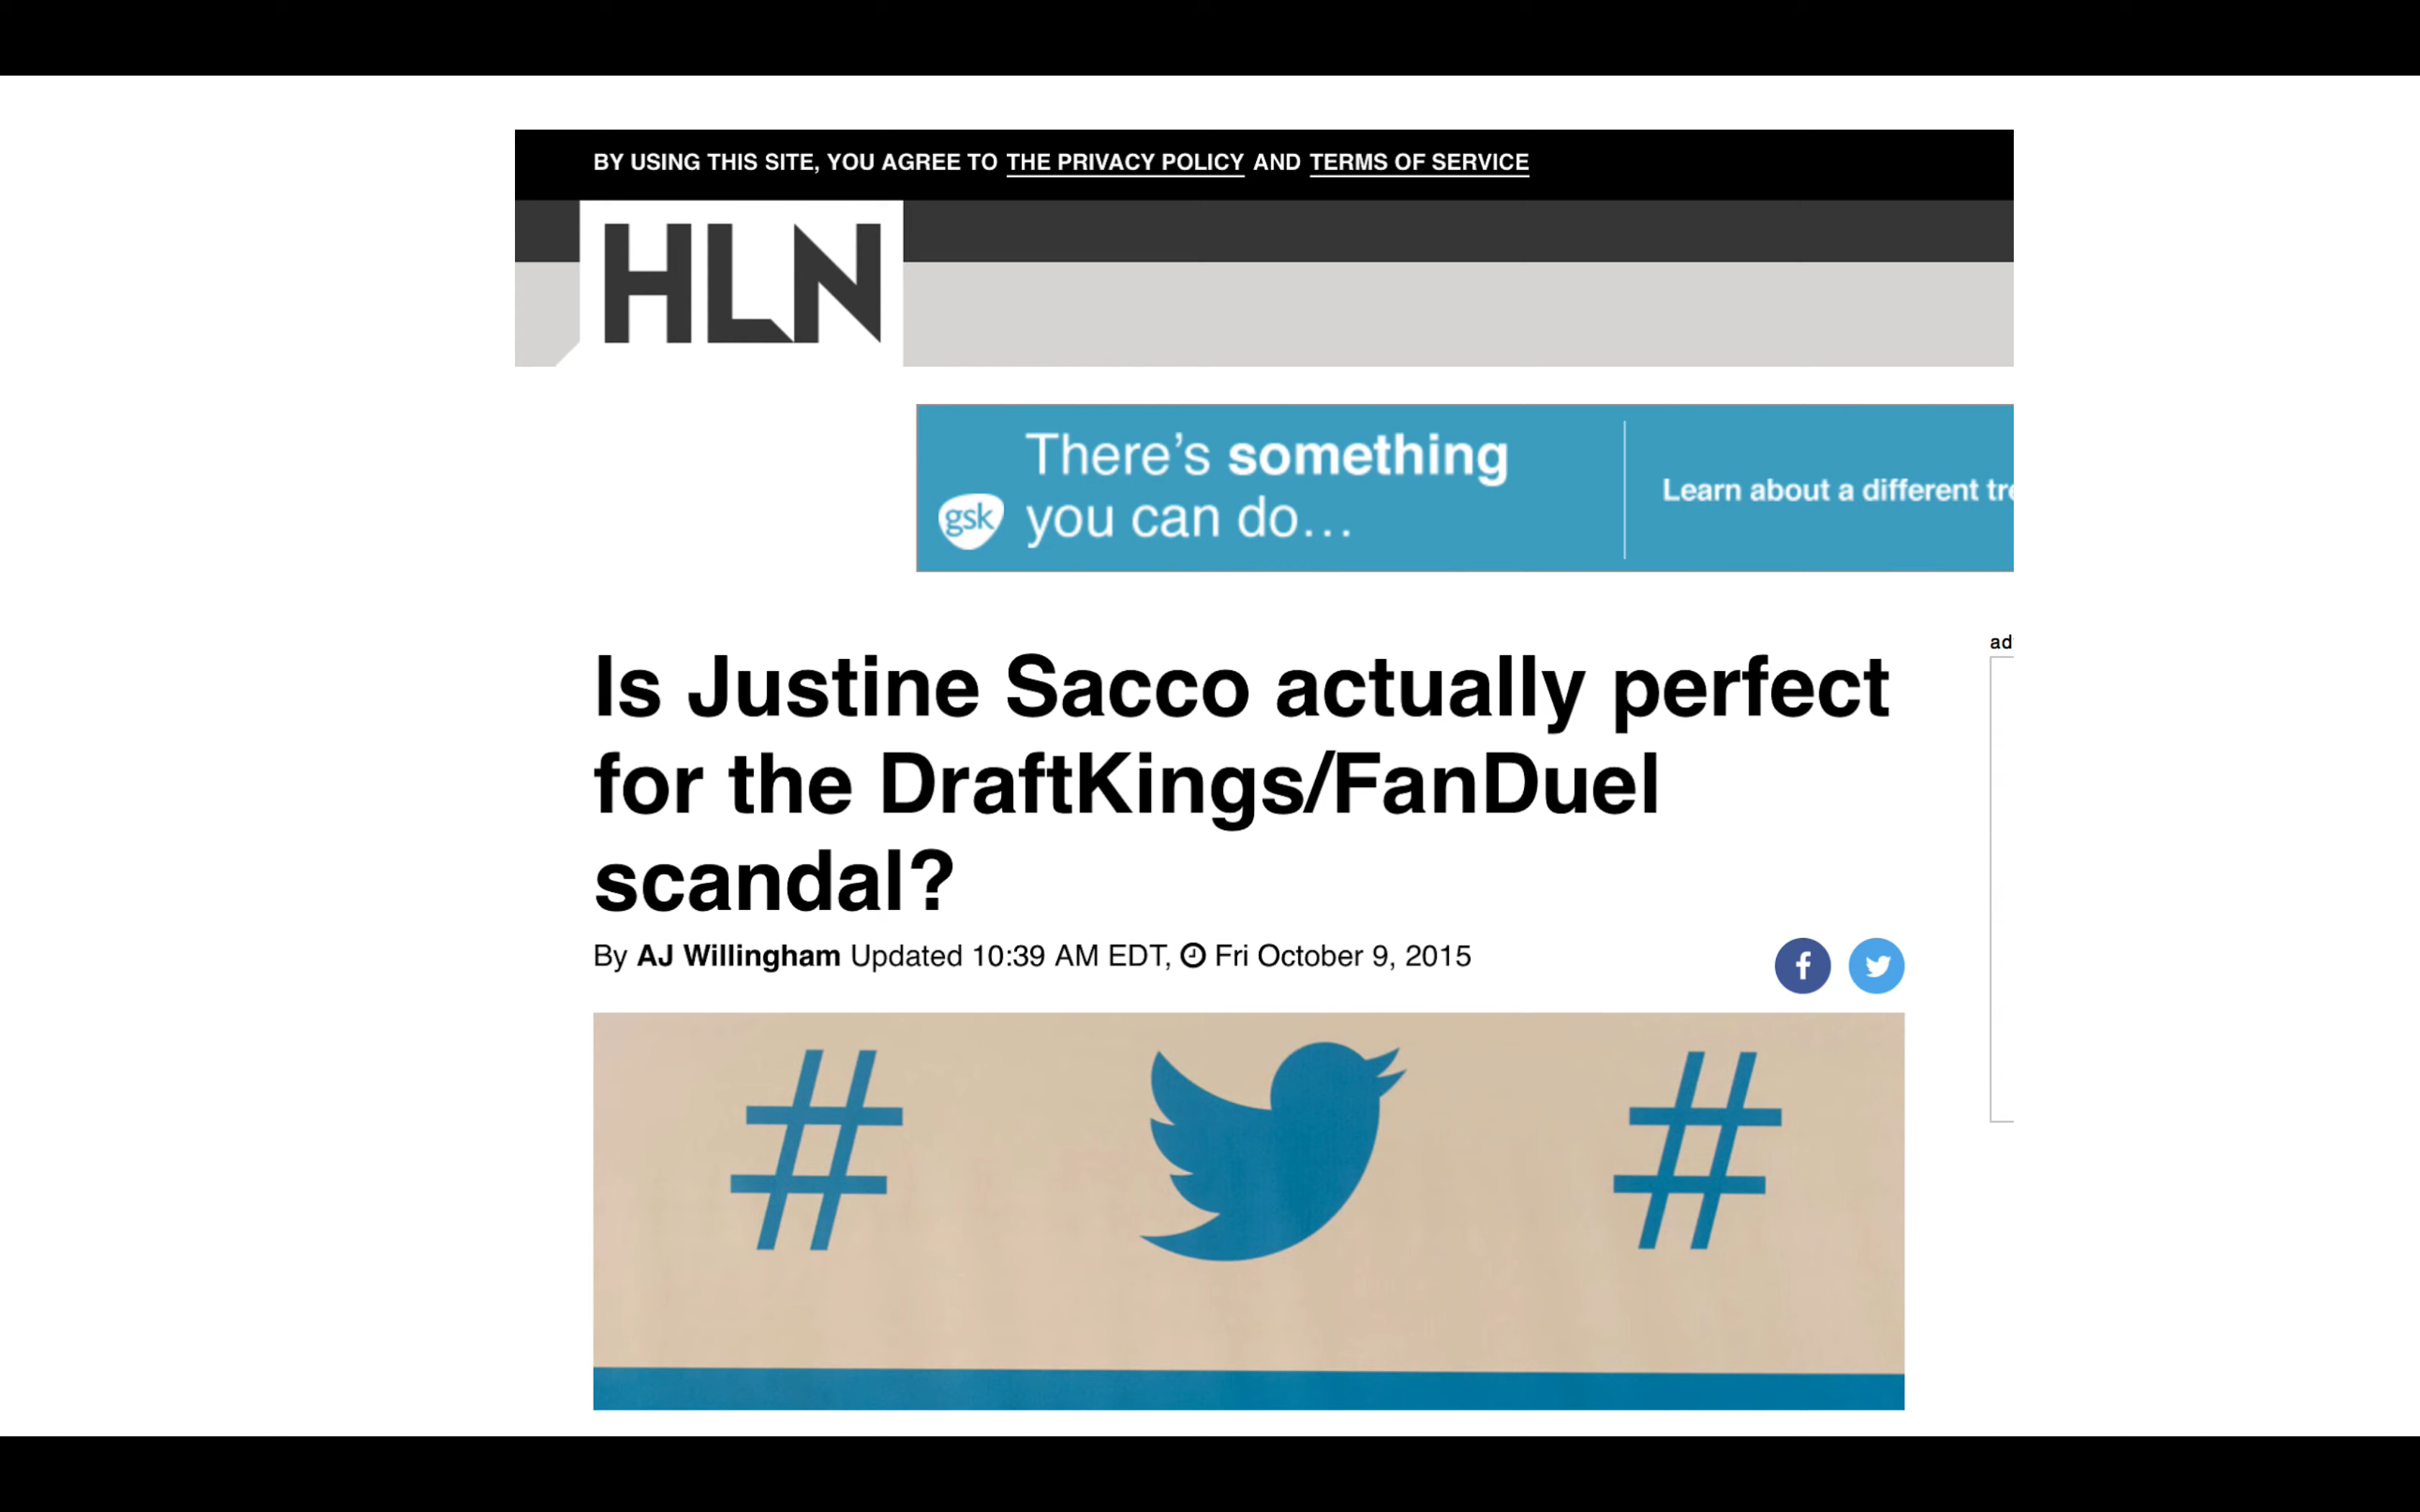 BY USING THIS SITE, YOU AGREE TO THE PRIVACY POLICY AND TERMS OF SERVICE
HLN
There's something
you can do...
gsk
Learn about a different
ad
Is Justine Sacco actually perfect
for the DraftKings/FanDuel
scandal?
By AJ Willingham Updated 10:39 AM EDT, Fri October 9, 2015
# #